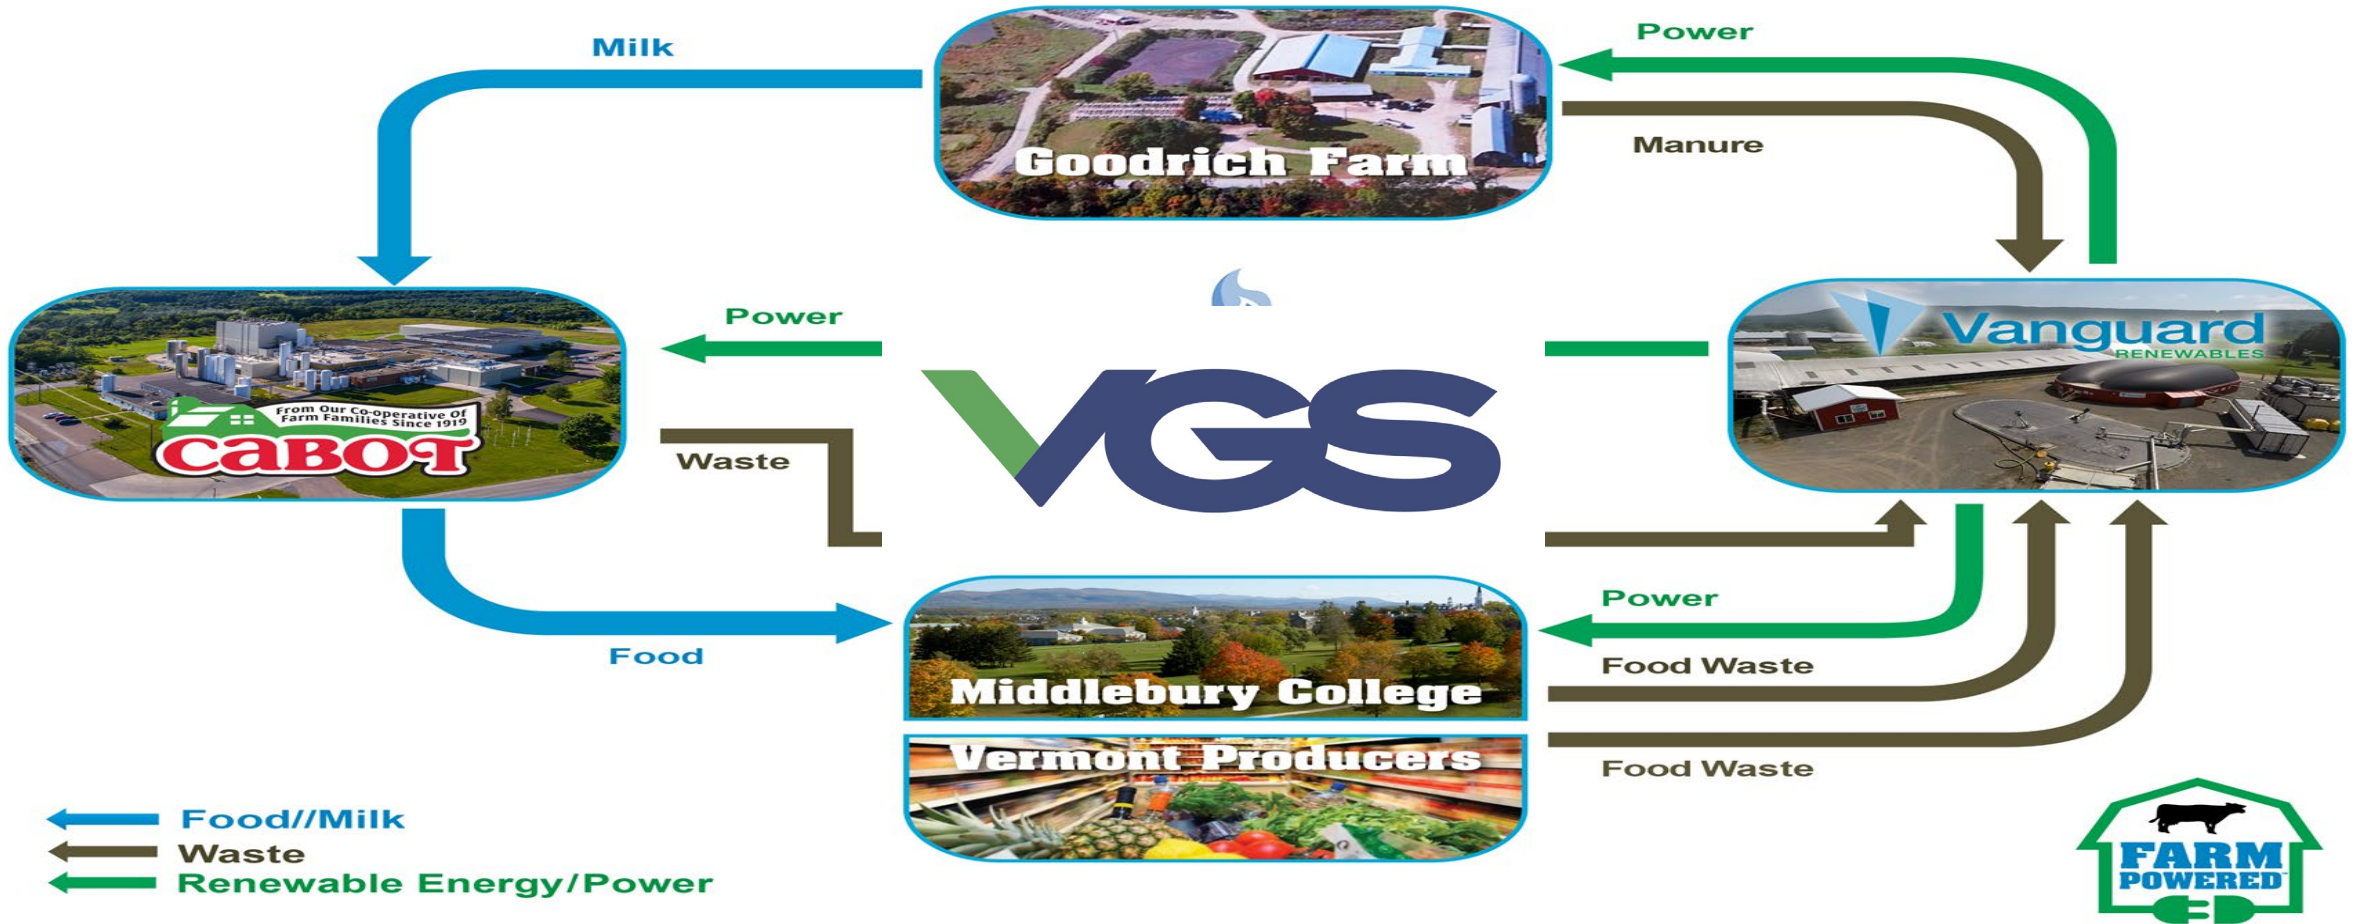 Milk
Power
Manure
Goodrich Farm
Power
VGS
Vanguard
RENEWABLES
From Our Co-operative Of
Farm Families Since 1919
CABOT
Waste
Food
Power
Food Waste
Middlebury College
Vermont Producers
Food Waste
Food//Milk
Waste
Renewable Energy/Power
FARM
POWERED